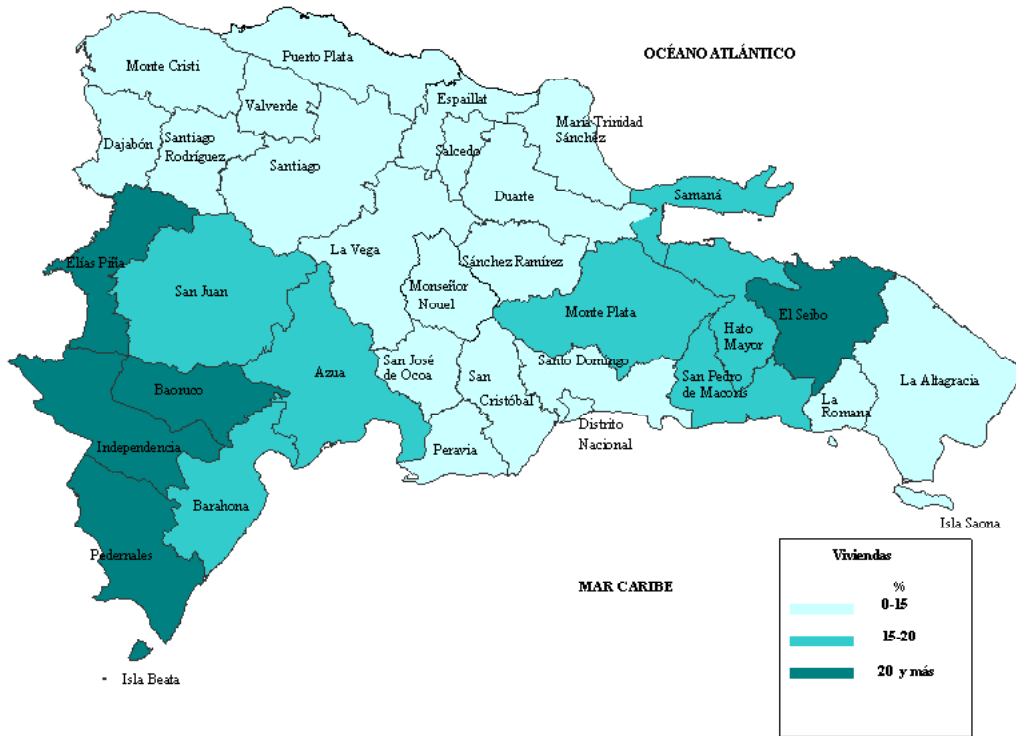 OCÉANO ATLÁNTICO
Puerto Plata
Monte Cristi
Espaillat
Valverde
María Trinidad
Sánchez
Dajabón
Santiago
Rodríguez
Salcedo
Santiago
Duarte
Samaná
La Vega
Sánchez Ramírez
Elías Piña
San Juan
Monseñor
Nouel
Monte Plata
El Seibo
Hato
Mayor
Azua
San José
de Ocoa
Santo Domingo
San
Cristóbal
San Pedro
de Macorís
La Altagracia
Baoruco
La
Romana
Distrito
Nacional
Independencia
Peravia
Barahona
Isla Saona
Pedernales
MAR CARIBE
Isla Beata
Viviendas
%
0-15
15-20
20 y más